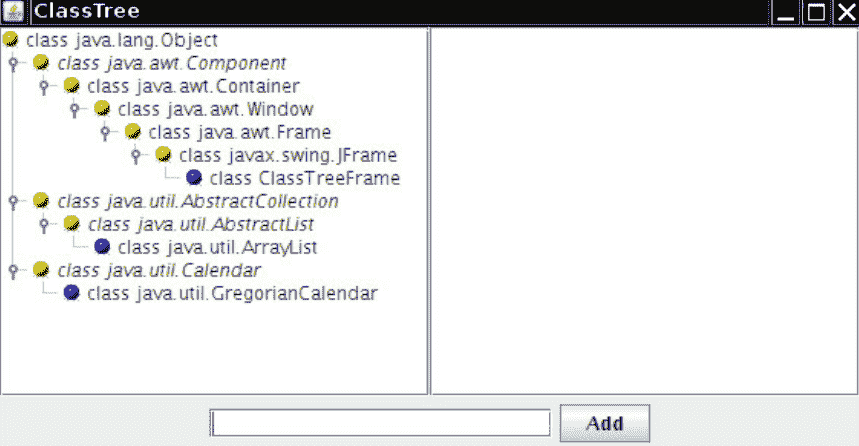 ClassTree
class java.lang.Object
class java.awt.Component
class java.awt.Container
class java.awt.Window
class java.awt.Frame
class javax.swing.JFrame
class ClassTreeFrame
class java.util.AbstractCollection
class java.util.AbstractList
class java.util.ArrayList
class java.util.Calendar
class java.util.GregorianCalendar
Add